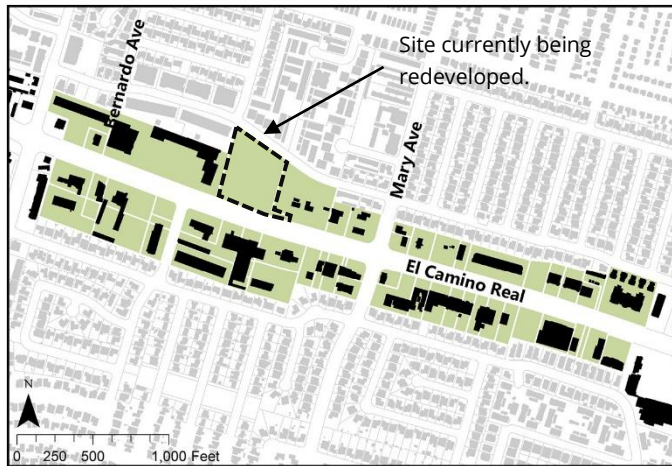 Site currently being
redeveloped.
Bernardo Ave
Mary Ave
El Camino Real
N
0 250 500 1,000 Feet